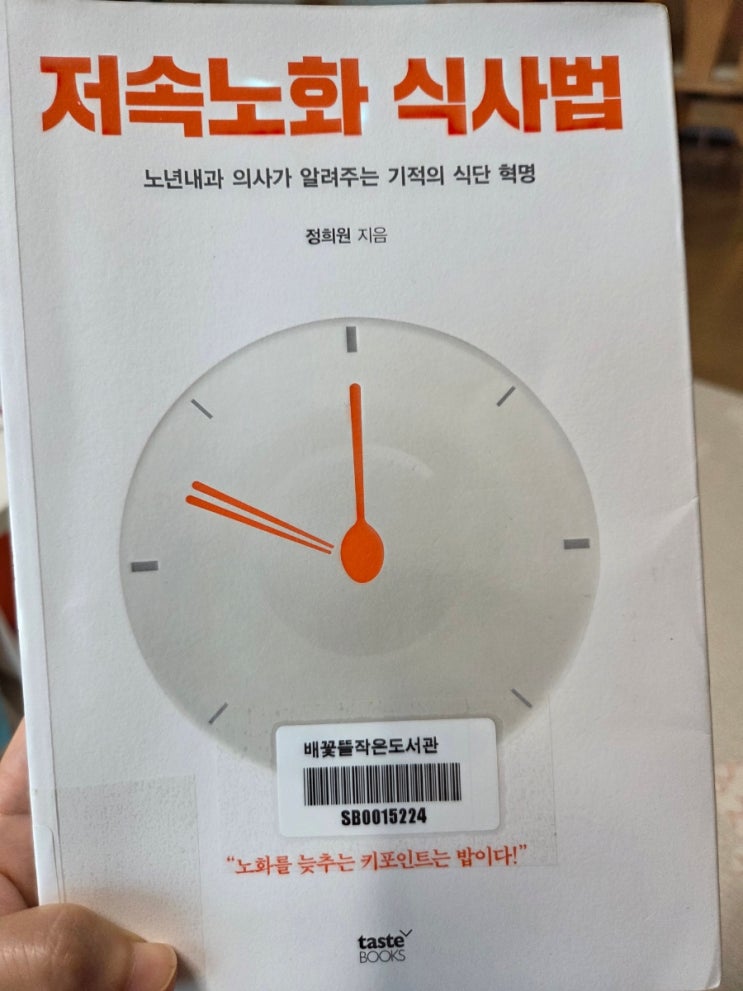 저속노화 식사법
노년내과 의사가 알려주는 기적의 식단 혁명
정희원 지음
배꽃뜰작은도서관
SB0015224
“노화를 늦추는 키포인트는 밥이다!”
taste
BOOKS